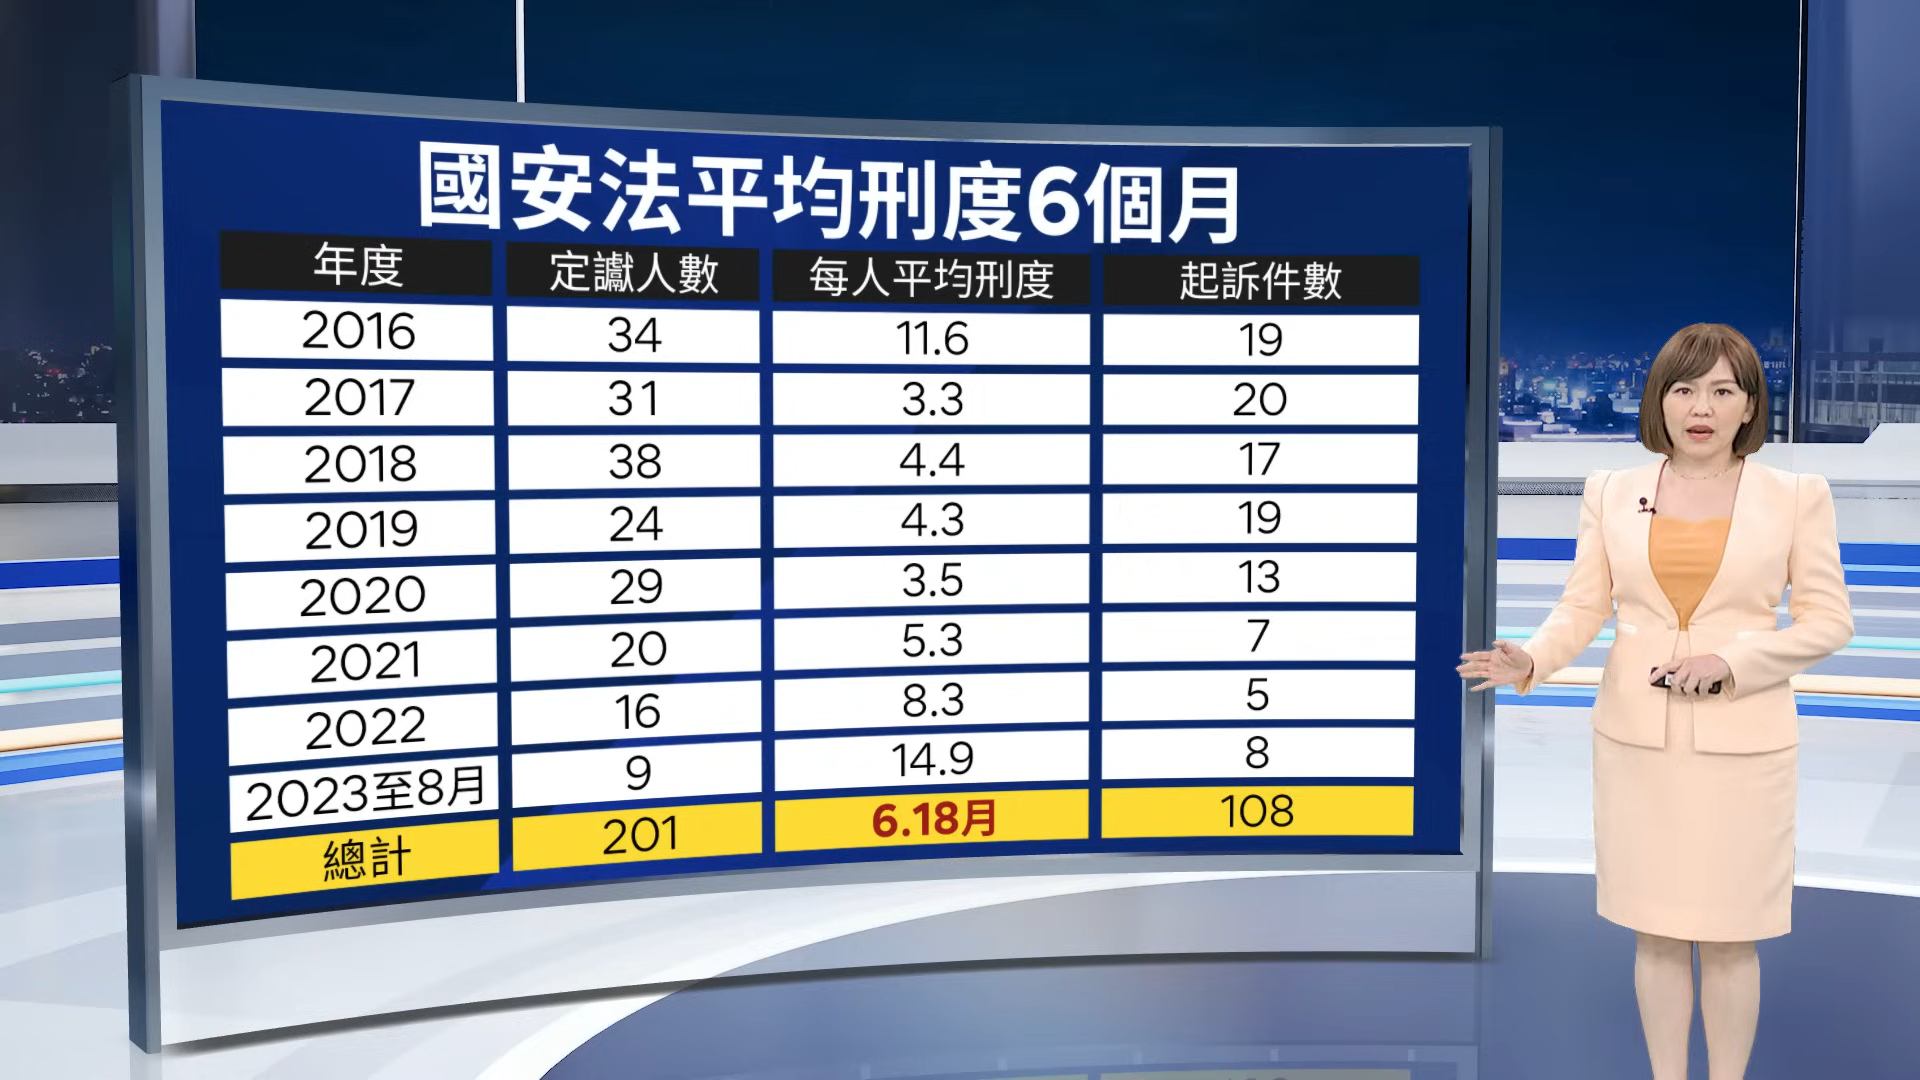 國安法平均刑度6個月
年度 定讞人數 每人平均刑度 起訴件數
2016 34 11.6 19
2017 31 3.3 20
2018 38 4.4 17
2019 24 4.3 19
2020 29 3.5 13
2021 20 5.3 7
2022 16 8.3 5
2023至8月 9 14.9 8
總計 201 6.18月 108